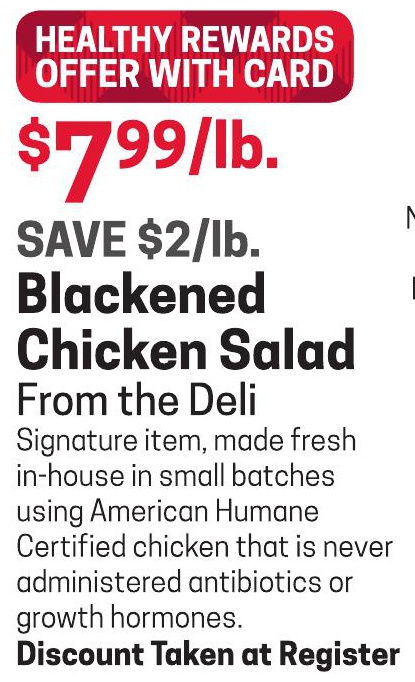 HEALTHY REWARDS
OFFER WITH CARD
$7.99/lb.
SAVE $2/lb.
Blackened
Chicken Salad
From the Deli
Signature item, made fresh
in-house in small batches
using American Humane
Certified chicken that is never
administered antibiotics or
growth hormones.
Discount Taken at Register